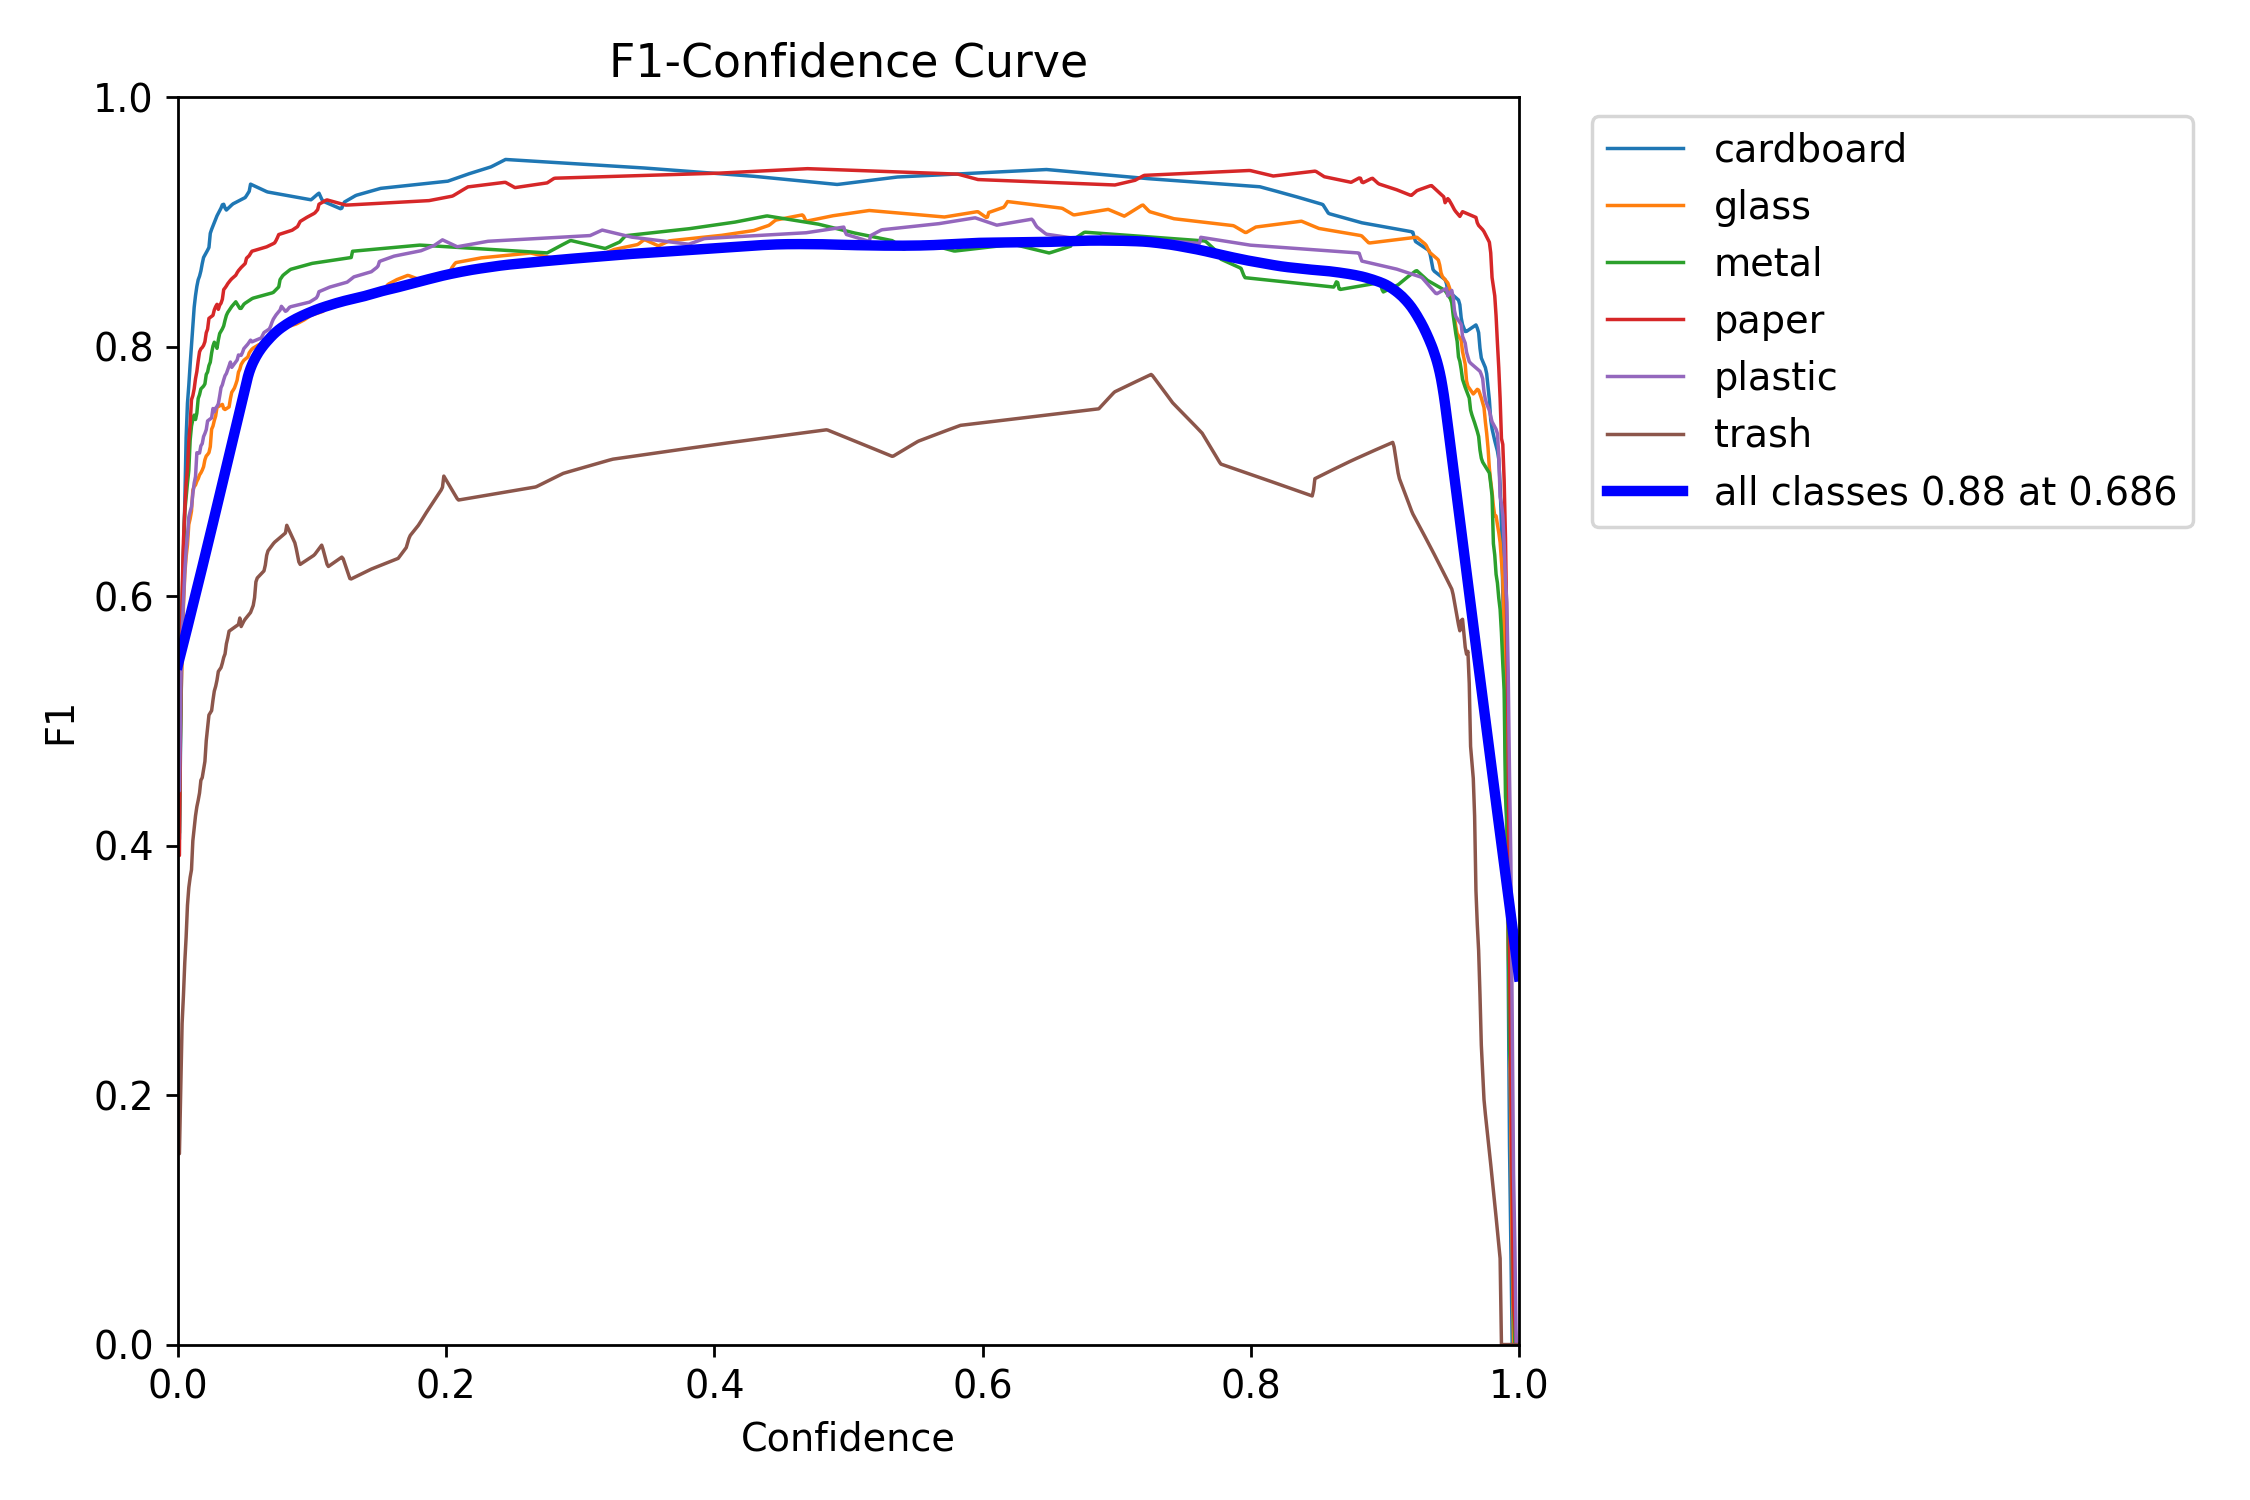 F1-Confidence Curve
1.0
0.8
0.6
0.4
0.2
0.0
F1
0.0 0.2 0.4 0.6 0.8 1.0
Confidence
cardboard
glass
metal
paper
plastic
trash
all classes 0.88 at 0.686